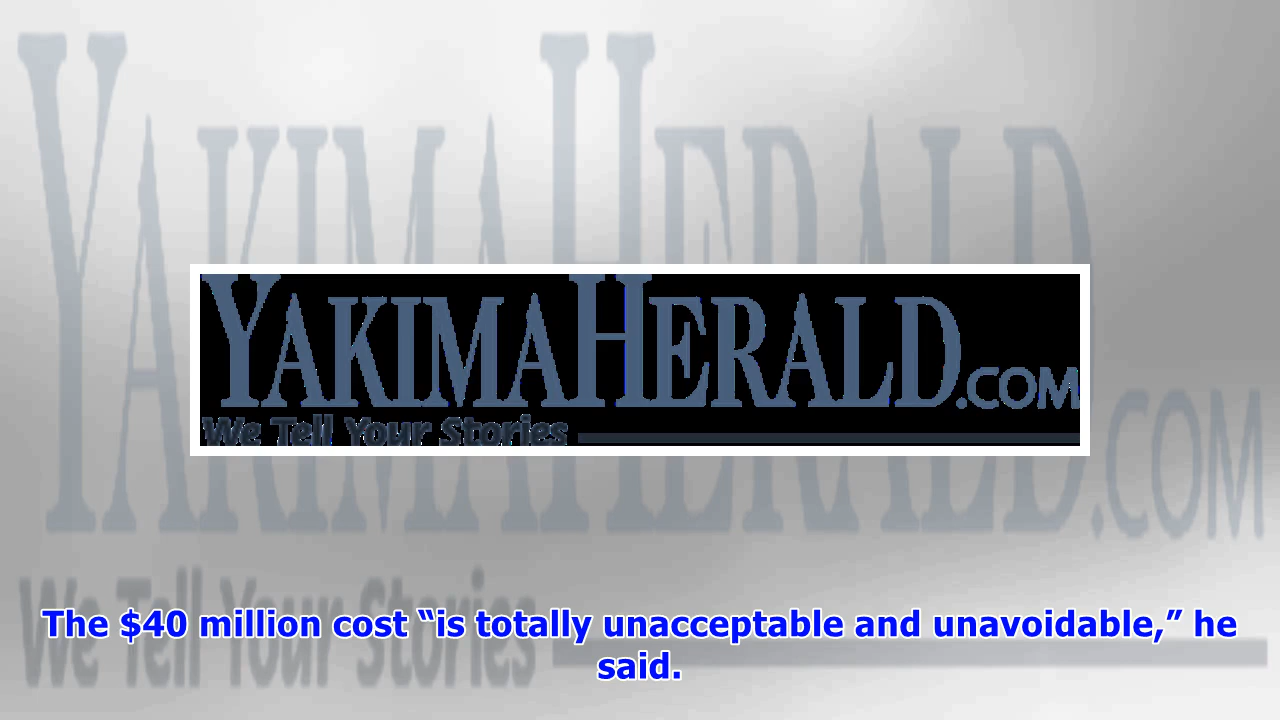 YAKIMAHERALD.COM
We Tell Your Stories
YAKIMAHERALD.COM
We Tell Your Stories
The $40 million cost “is totally unacceptable and unavoidable,” he
said.